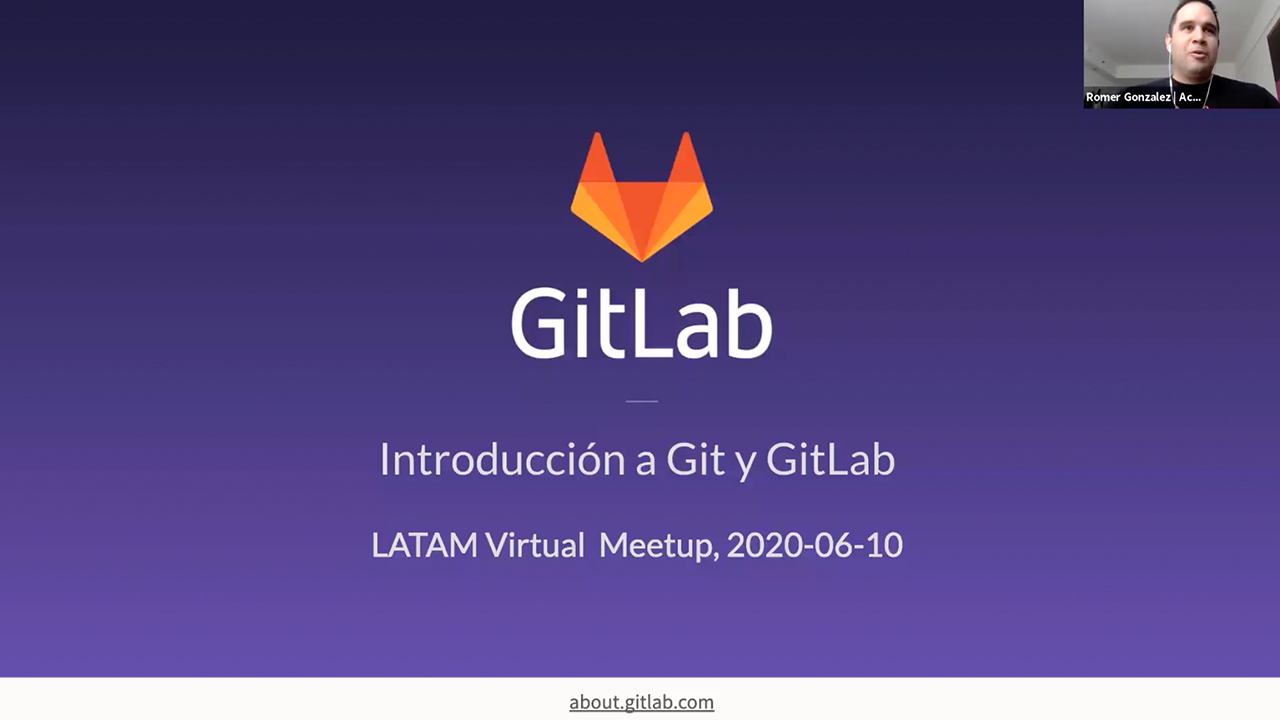 Romer Gonzalez | Ac...
GitLab
Introducción a Git y GitLab
LATAM Virtual Meetup, 2020-06-10
about.gitlab.com